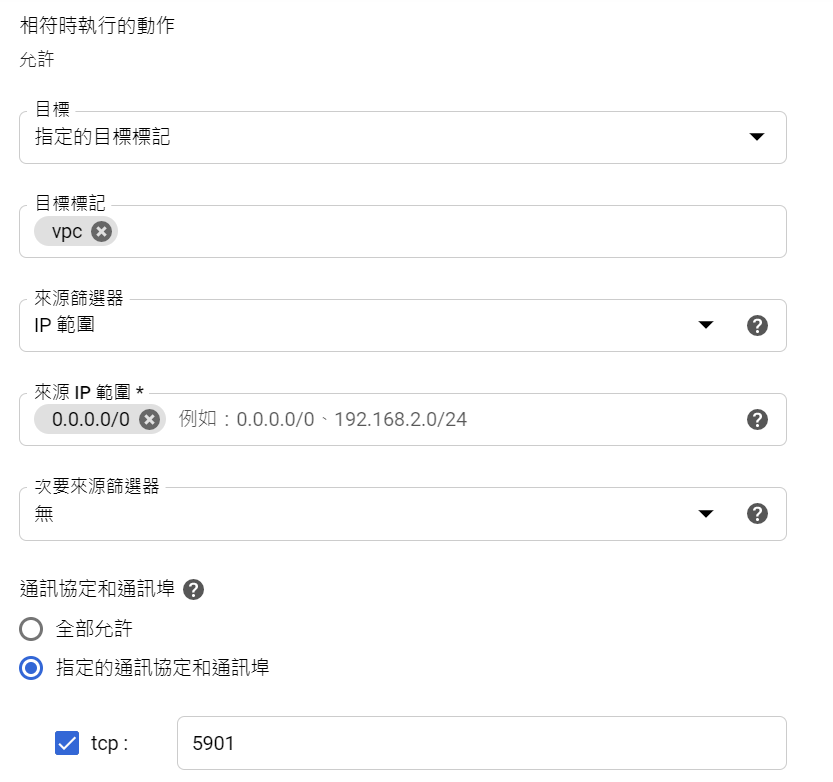 相符時執行的動作
允許
目標
指定的目標標記
目標標記
vpc
來源篩選器
IP 範圍
來源 IP 範圍 *
0.0.0.0/0 例如：0.0.0.0/0、192.168.2.0/24
次要來源篩選器
無
通訊協定和通訊埠
全部允許
指定的通訊協定和通訊埠
tcp : 5901